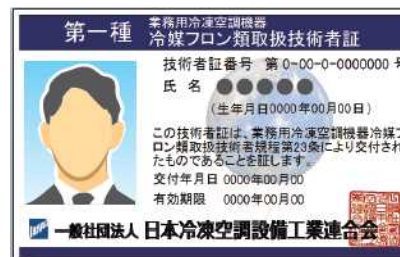 第一種 業務用冷凍空調機器
冷媒フロン類取扱技術者証
技術者証番号 第0-00-0-0000000号
氏名 ●●●●●
(生年月日0000年00月00日)
この技術者証は、業務用冷凍空調機器冷媒フ
ロン類取扱技術者規程第23条により交付され
たものであることを証します。
交付年月日 0000年00月00
有効期限 0000年00月00
一般社団法人 日本冷凍空調設備工業連合会